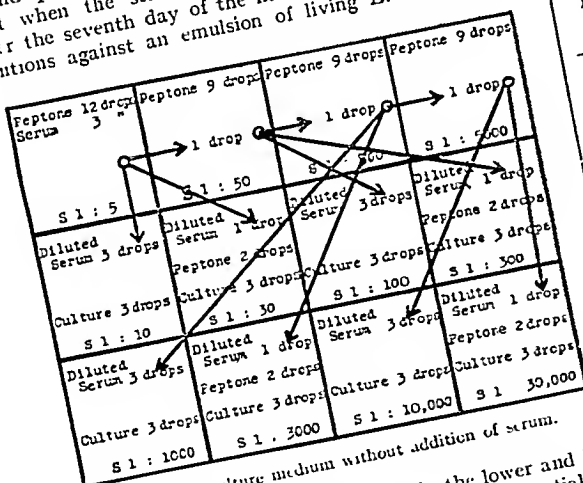 t when the
r the seventh day of the
utions against an emulsion of living
Peptone 12 drops
Serum 3 "
1 drop
S 1 : 5
Peptone 9 drops
1 drop
S 1 : 50
Peptone 9 drops
1 drop
S 1 : 500
Peptone 9 drops
1 drop
S 1 : 5000
Diluted
Serum 3 drops
Culture 3 drops
S 1 : 10
Diluted
Serum 1 drop
Peptone 2 drops
Culture 3 drops
S 1 : 30
Diluted
Serum 3 drops
Culture 3 drops
S 1 : 100
Diluted
Serum 1 drop
Peptone 2 drops
Culture 3 drops
S 1 : 300
Diluted
Serum 3 drops
Culture 3 drops
S 1 : 1000
Diluted
Serum 1 drop
Peptone 2 drops
Culture 3 drops
S 1 . 3000
Diluted
Serum 3 drops
Culture 3 drops
S 1 : 10,000
Diluted
Serum 1 drop
Peptone 2 drops
Culture 3 drops
S 1 30,000
medium without addition of serum.
the lower and